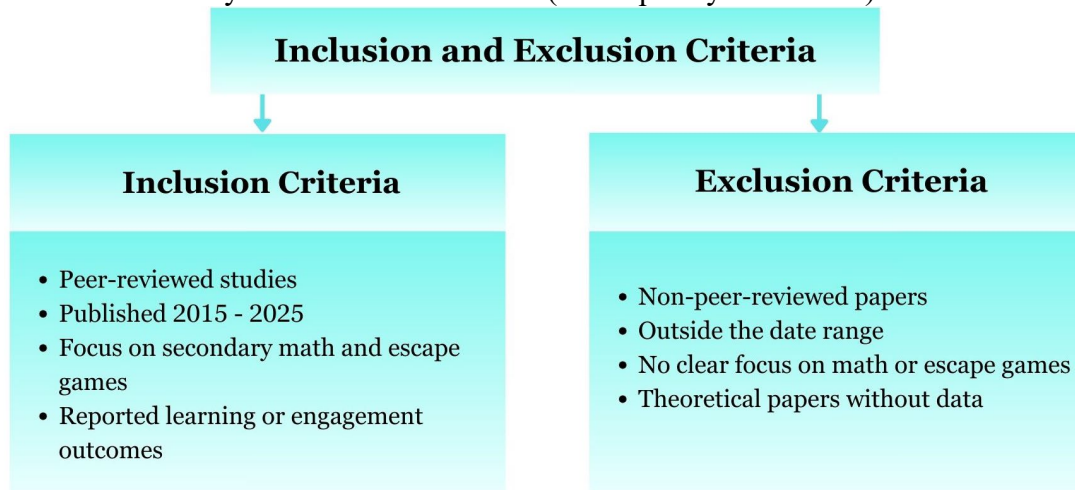 Inclusion and Exclusion Criteria
Inclusion Criteria
• Peer-reviewed studies
• Published 2015 - 2025
• Focus on secondary math and escape
games
• Reported learning or engagement
outcomes
Exclusion Criteria
• Non-peer-reviewed papers
• Outside the date range
• No clear focus on math or escape games
• Theoretical papers without data